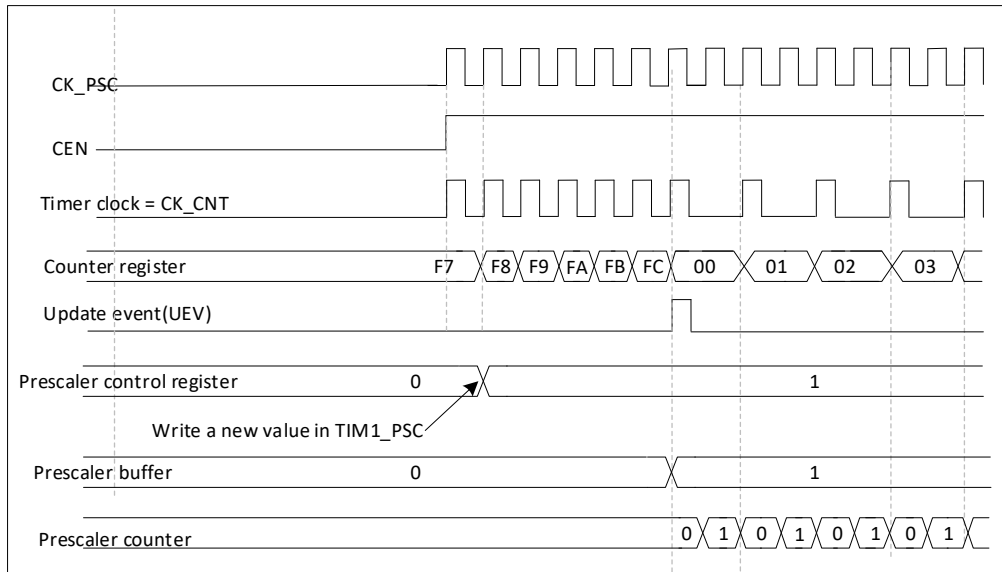 CK_PSC
CEN
Timer clock = CK_CNT
Counter register F7 F8 F9 FA FB FC 00 01 02 03
Update event(UEV)
Prescaler control register 0 1
Write a new value in TIM1_PSC
Prescaler buffer 0 1
Prescaler counter 0 1 0 1 0 1 0 1